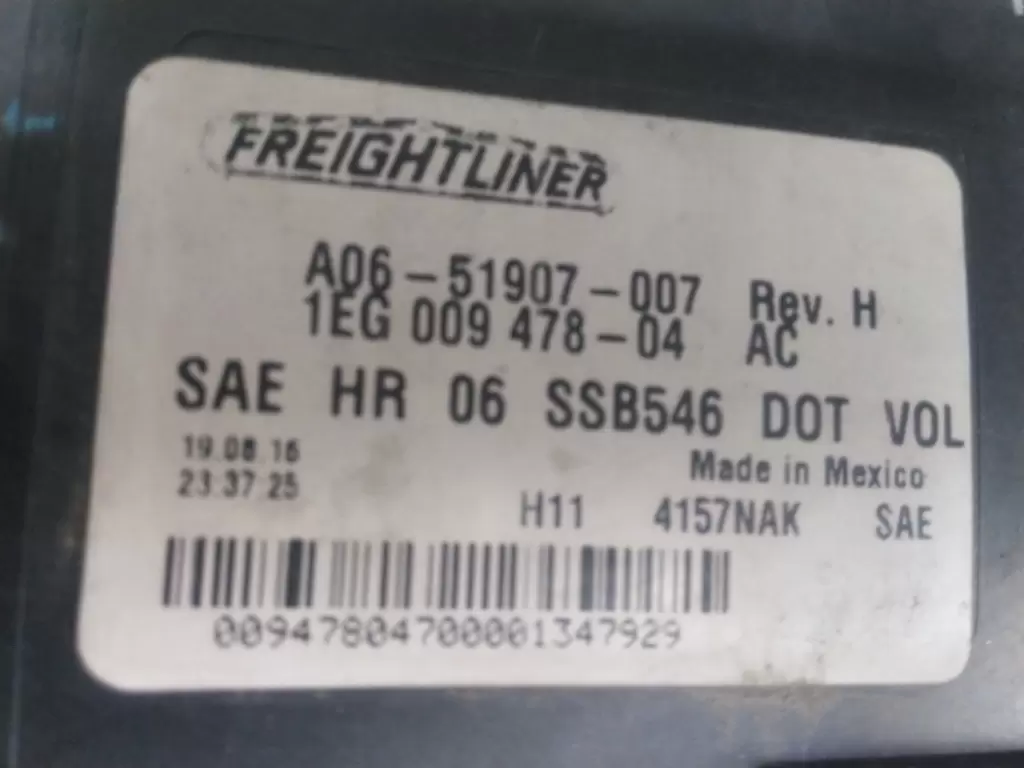 FREIGHTLINER
A06-51907-007 Rev. H
1EG 009 478-04 AC
SAE HR 06 SSB546 DOT VOL
19.08.16
Made in Mexico
23:37:25
H11 4157NAK SAE
00947804700001347929